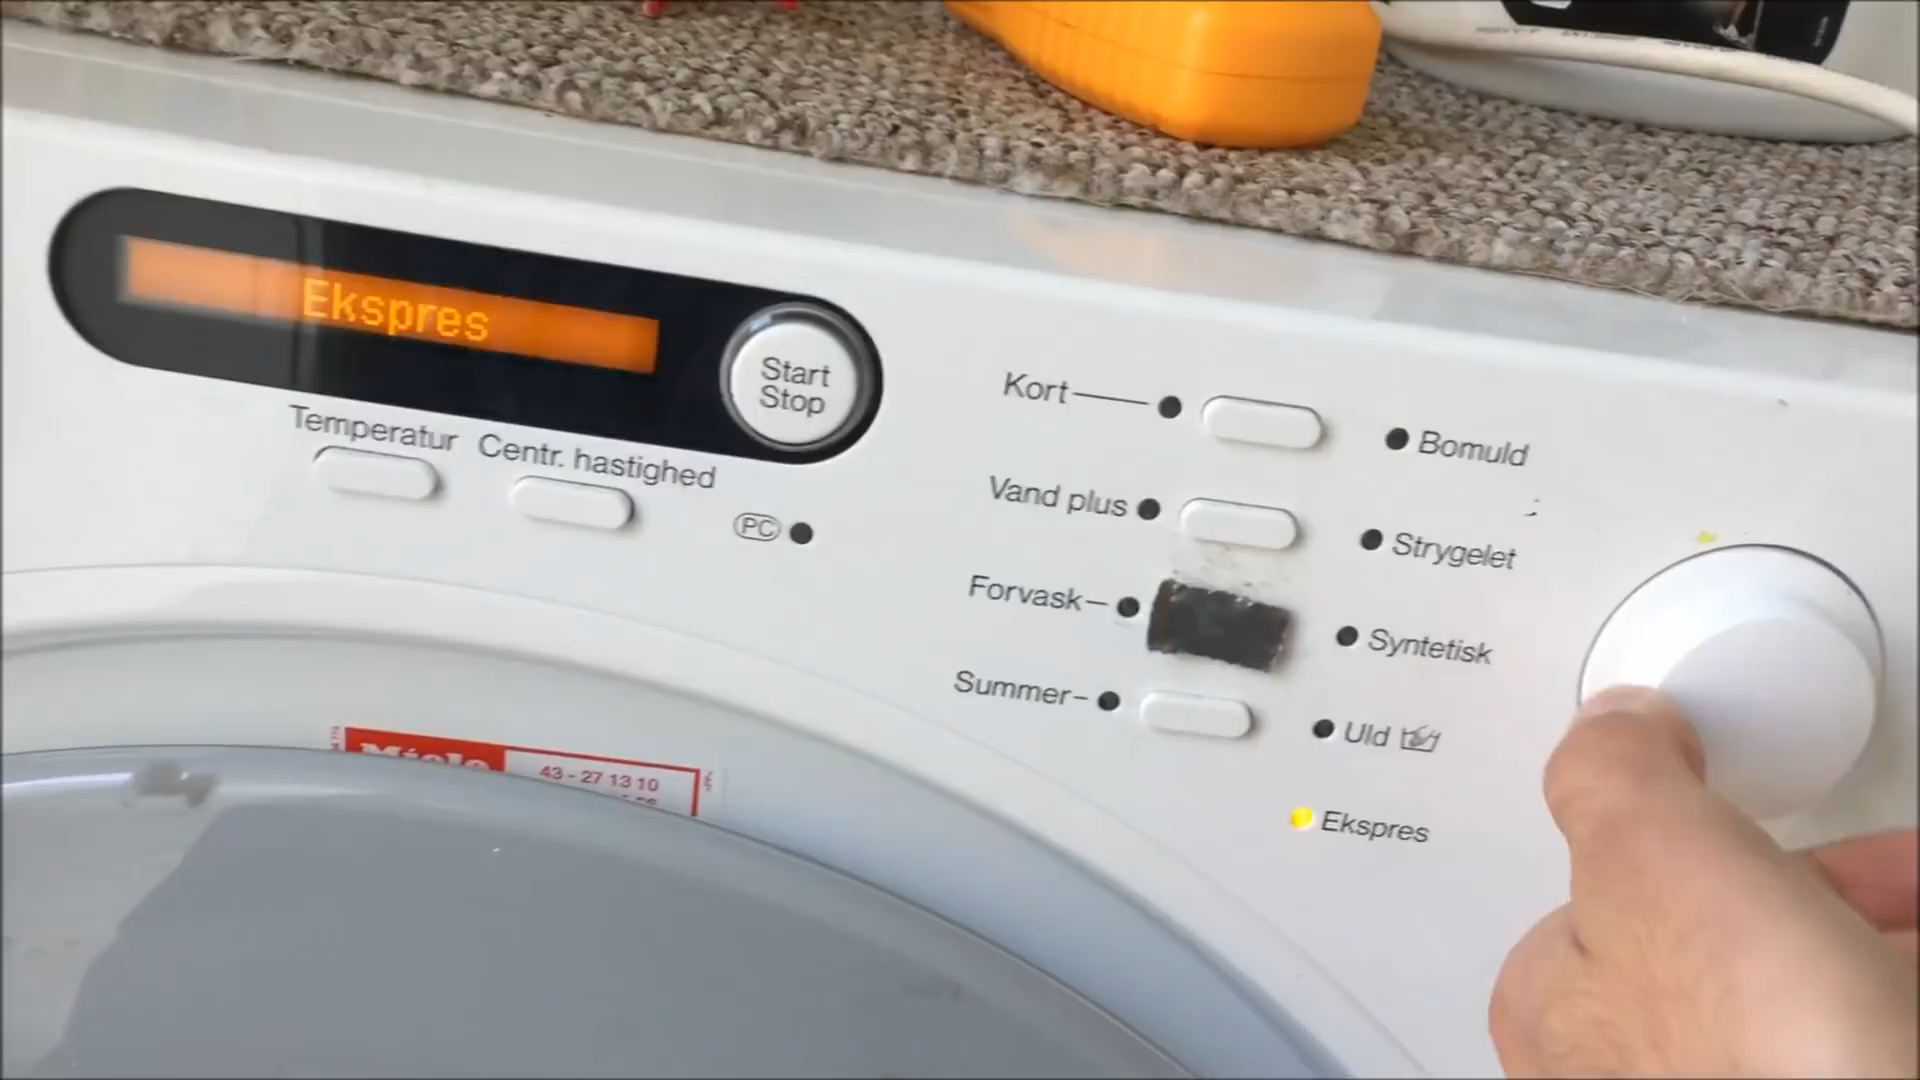 Ekspres
Start
Stop
Temperatur
Centr. hastighed
PC
Kort
Bomuld
Vand plus
Strygelet
Forvask
Syntetisk
Summer
Uld
Ekspres
Miele
43 - 27 13 10